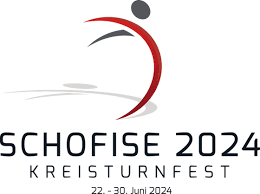 SCHOFISE 2024
KREISTURNFEST
22. - 30. Juni 2024